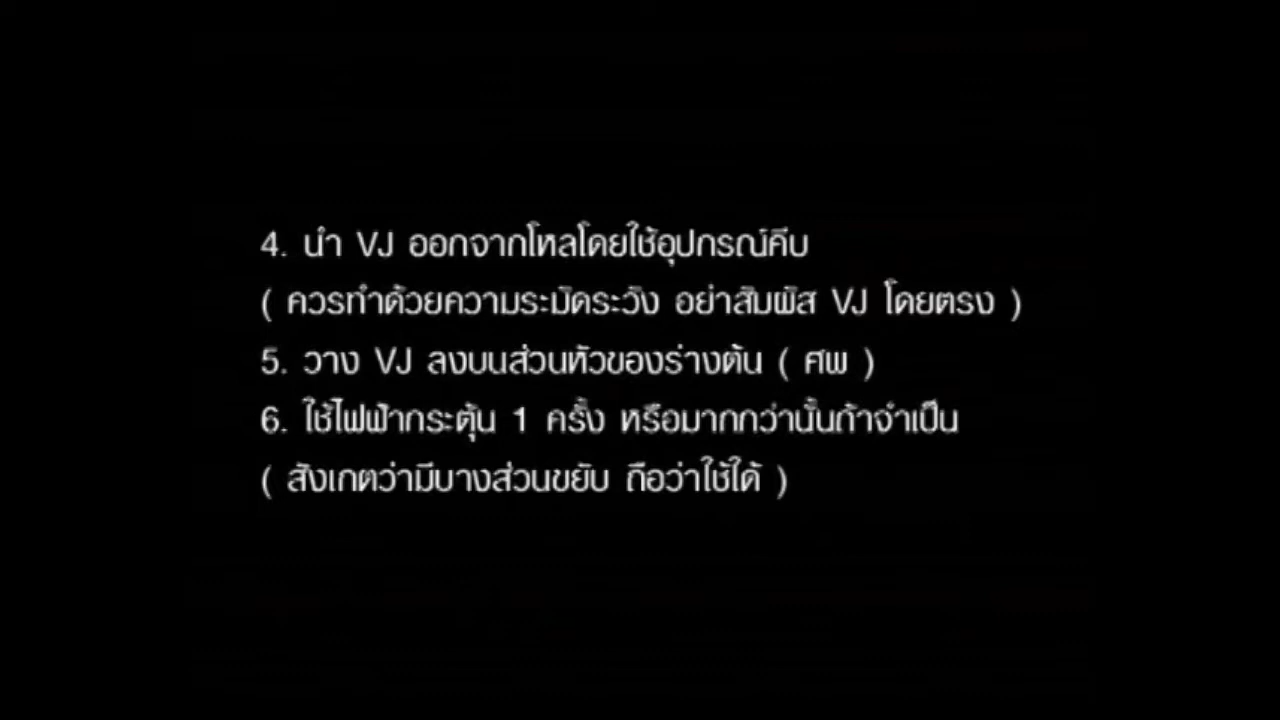 4. นำ VJ ออกจากโหลโดยใช้อุปกรณ์คีบ
( ควรทำด้วยความระมัดระวัง อย่าสัมผัส VJ โดยตรง )
5. วาง VJ ลงบนส่วนหัวของร่างต้น ( ศพ )
6. ใช้ไฟฟ้ากระตุ้น 1 ครั้ง หรือมากกว่านั้นถ้าจำเป็น
( สังเกตว่ามีบางส่วนขยับ ถือว่าใช้ได้ )